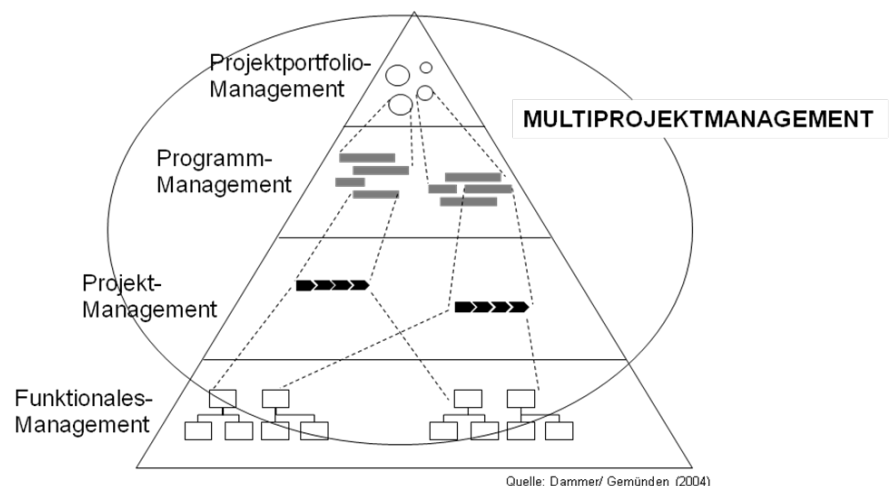 Projektportfolio-
Management
MULTIPROJEKTMANAGEMENT
Programm-
Management
Projekt-
Management
Funktionales-
Management
Quelle: Dammer/ Gemünden (2004)